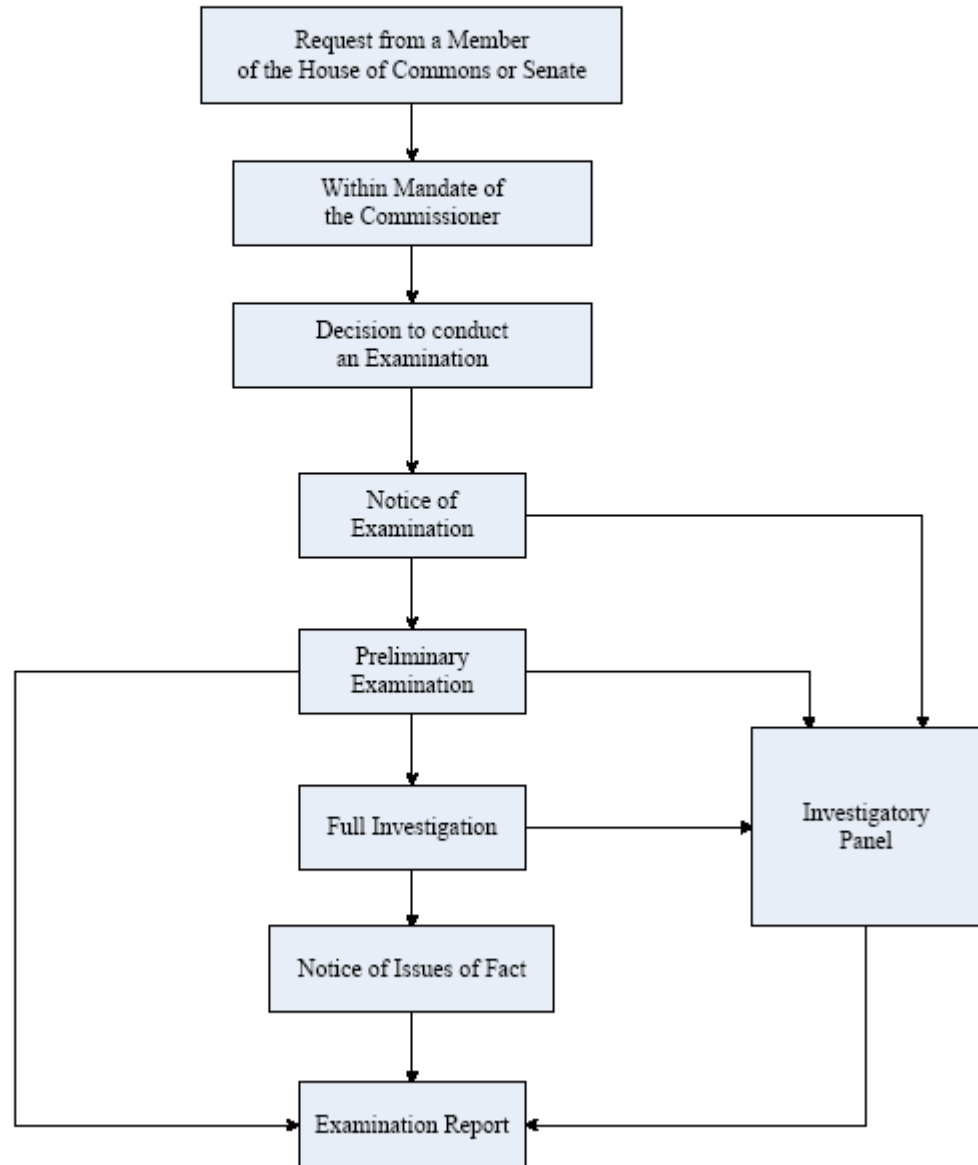 Request from a Member
of the House of Commons or Senate
Within Mandate of
the Commissioner
Decision to conduct
an Examination
Notice of
Examination
Preliminary
Examination
Full Investigation
Investigatory
Panel
Notice of Issues of Fact
Examination Report